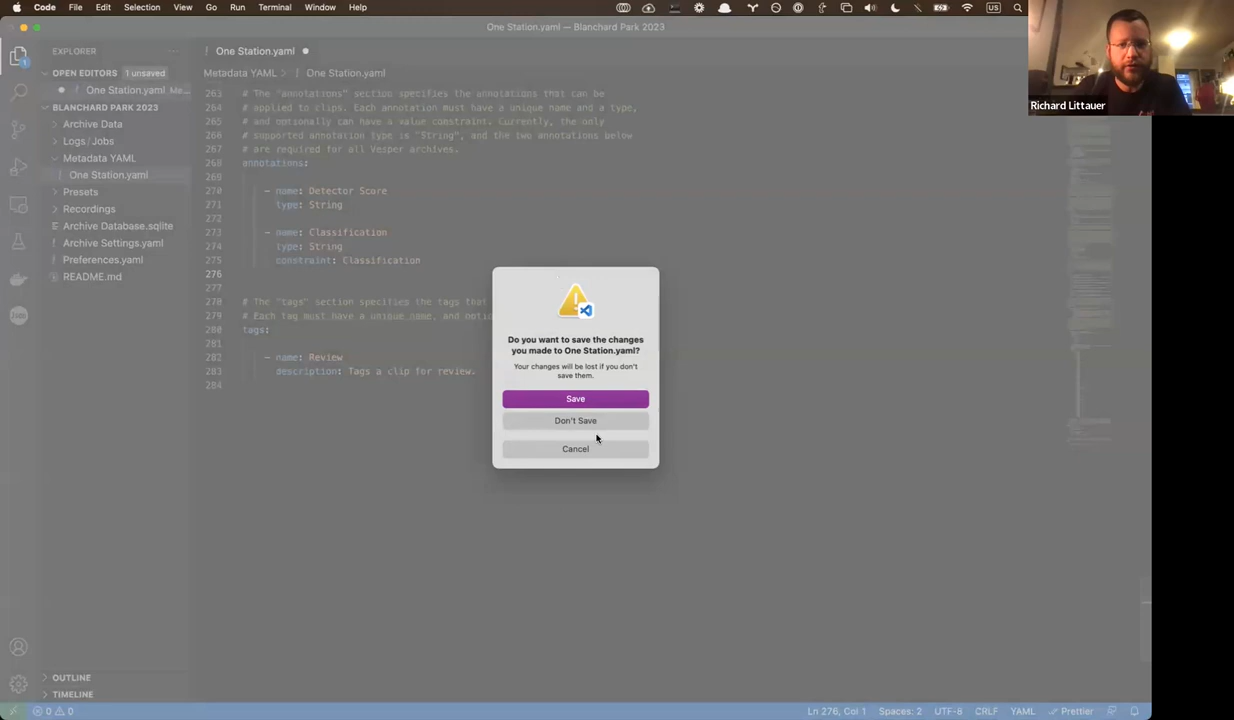 Code File Edit Selection View Go Run Terminal Window Help
US
One Station.yaml — Blanchard Park 2023
Richard Littauer
EXPLORER
! One Station.yaml
OPEN EDITORS 1 unsaved
! One Station.yaml Me...
BLANCHARD PARK 2023
Archive Data
Logs / Jobs
Metadata YAML
! One Station.yaml
Presets
Recordings
Archive Database.sqlite
! Archive Settings.yaml
! Preferences.yaml
README.md
OUTLINE
TIMELINE
Metadata YAML > ! One Station.yaml
263 # The "annotations" section specifies the annotations that can be
264 # applied to clips. Each annotation must have a unique name and a type,
265 # and optionally can have a value constraint. Currently, the only
266 # supported annotation type is "String", and the two annotations below
267 # are required for all Vesper archives.
268 annotations:
269
270 - name: Detector Score
271 type: String
272
273 - name: Classification
274 type: String
275 constraint: Classification
276
277
278 # The "tags" section specifies the tags that
279 # Each tag must have a unique name, and
280 tags:
281
282 - name: Review
283 description: Tags a clip for review.
284
Do you want to save the changes
you made to One Station.yaml?
Your changes will be lost if you don't
save them.
Save
Don't Save
Cancel
0 0
Ln 276, Col 1 Spaces: 2 UTF-8 CRLF YAML Prettier